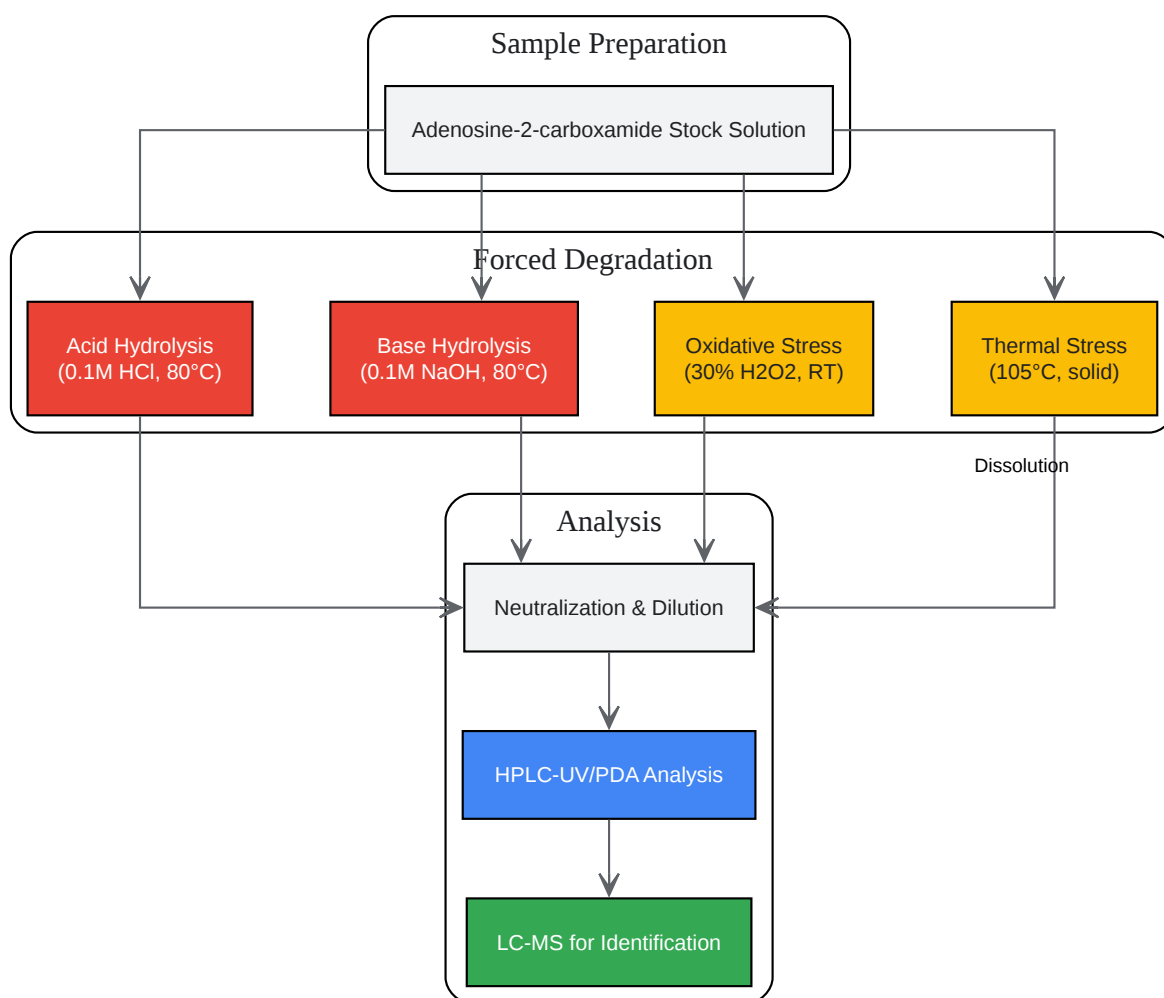 Sample Preparation
Adenosine-2-carboxamide Stock Solution
Forced Degradation
Acid Hydrolysis
(0.1M HCl, 80°C)
Base Hydrolysis
(0.1M NaOH, 80°C)
Oxidative Stress
(30% H2O2, RT)
Thermal Stress
(105°C, solid)
Dissolution
Analysis
Neutralization & Dilution
HPLC-UV/PDA Analysis
LC-MS for Identification